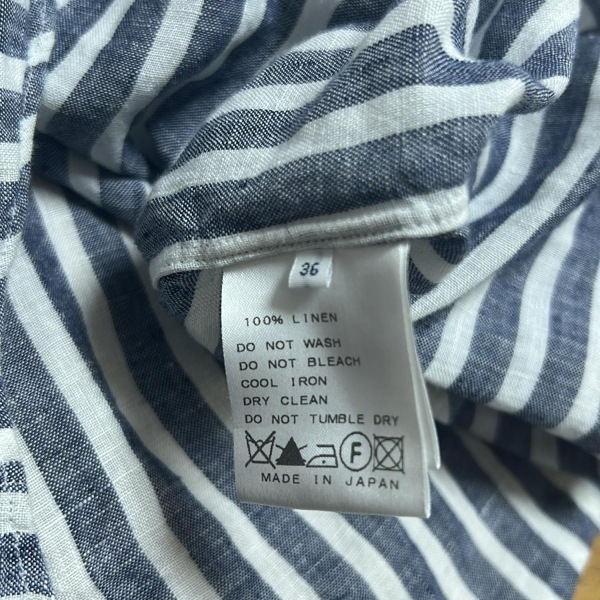 36
100% LINEN
DO NOT WASH
DO NOT BLEACH
COOL IRON
DRY CLEAN
DO NOT TUMBLE DRY
F
MADE IN JAPAN